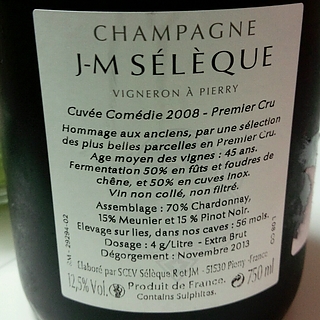 CHAMPAGNE
J-M SÉLÈQUE
VIGNERON À PIERRY
Cuvée Comédie 2008 - Premier Cru
Hommage aux anciens, par une sélection
des plus belles parcelles en Premier Cru.
Age moyen des vignes : 45 ans.
Fermentation 50% en fûts et foudres de
chêne, et 50% en cuves Inox.
Vin non collé, non filtré.
Assemblage : 70% Chardonnay,
15% Meunier et 15% Pinot Noir.
Elevage sur lies, dans nos caves : 56 mois.
Dosage : 4 g/Litre - Extra Brut
Dégorgement : Novembre 2013
Elaboré par SCEV Sélèque R et JM - 51530 Pierry - France
12,5% Vol. Produit de France. 750 ml
Contains Sulphites.
RM - 29294-02